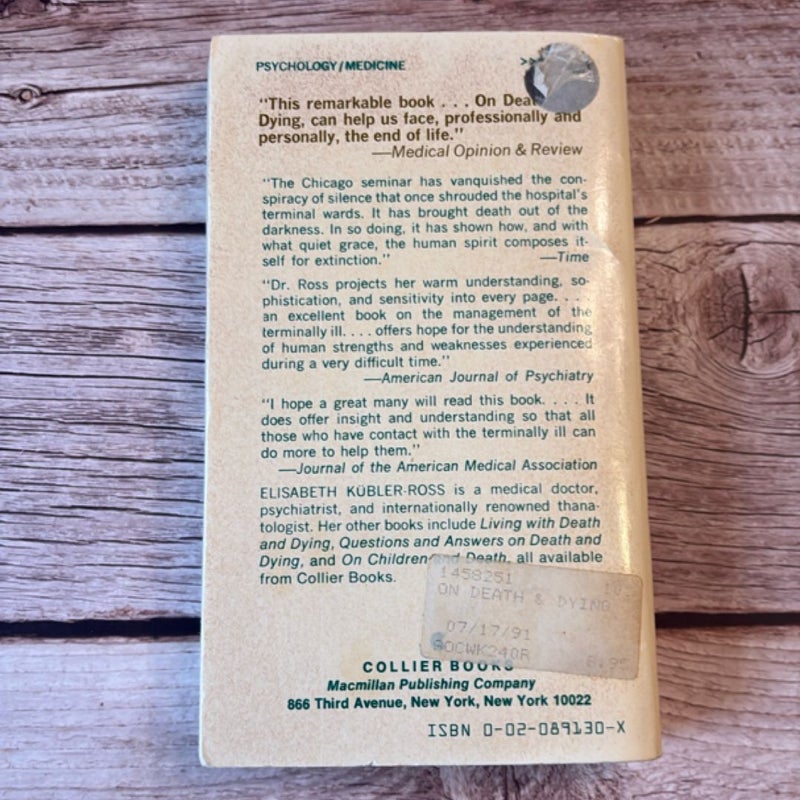 PSYCHOLOGY/MEDICINE >>
"This remarkable book . . . On Dea
Dying, can help us face, professionally and
personally, the end of life."
—Medical Opinion & Review
"The Chicago seminar has vanquished the con-
spiracy of silence that once shrouded the hospital's
terminal wards. It has brought death out of the
darkness. In so doing, it has shown how, and with
what quiet grace, the human spirit composes it-
self for extinction." —Time
"Dr. Ross projects her warm understanding, so-
phistication, and sensitivity into every page. . . .
an excellent book on the management of the
terminally ill. . . . offers hope for the understanding
of human strengths and weaknesses experienced
during a very difficult time."
—American Journal of Psychiatry
"I hope a great many will read this book. . . . It
does offer insight and understanding so that all
those who have contact with the terminally ill can
do more to help them."
—Journal of the American Medical Association
ELISABETH KÜBLER-ROSS is a medical doctor,
psychiatrist, and internationally renowned thana-
tologist. Her other books include Living with Death
and Dying, Questions and Answers on Death and
Dying, and On Children and Death, all available
from Collier Books.
1458251
ON DEATH & DYING
07/17/91
8.95
COLLIER BOOKS
Macmillan Publishing Company
866 Third Avenue, New York, New York 10022
ISBN 0-02-089130-X